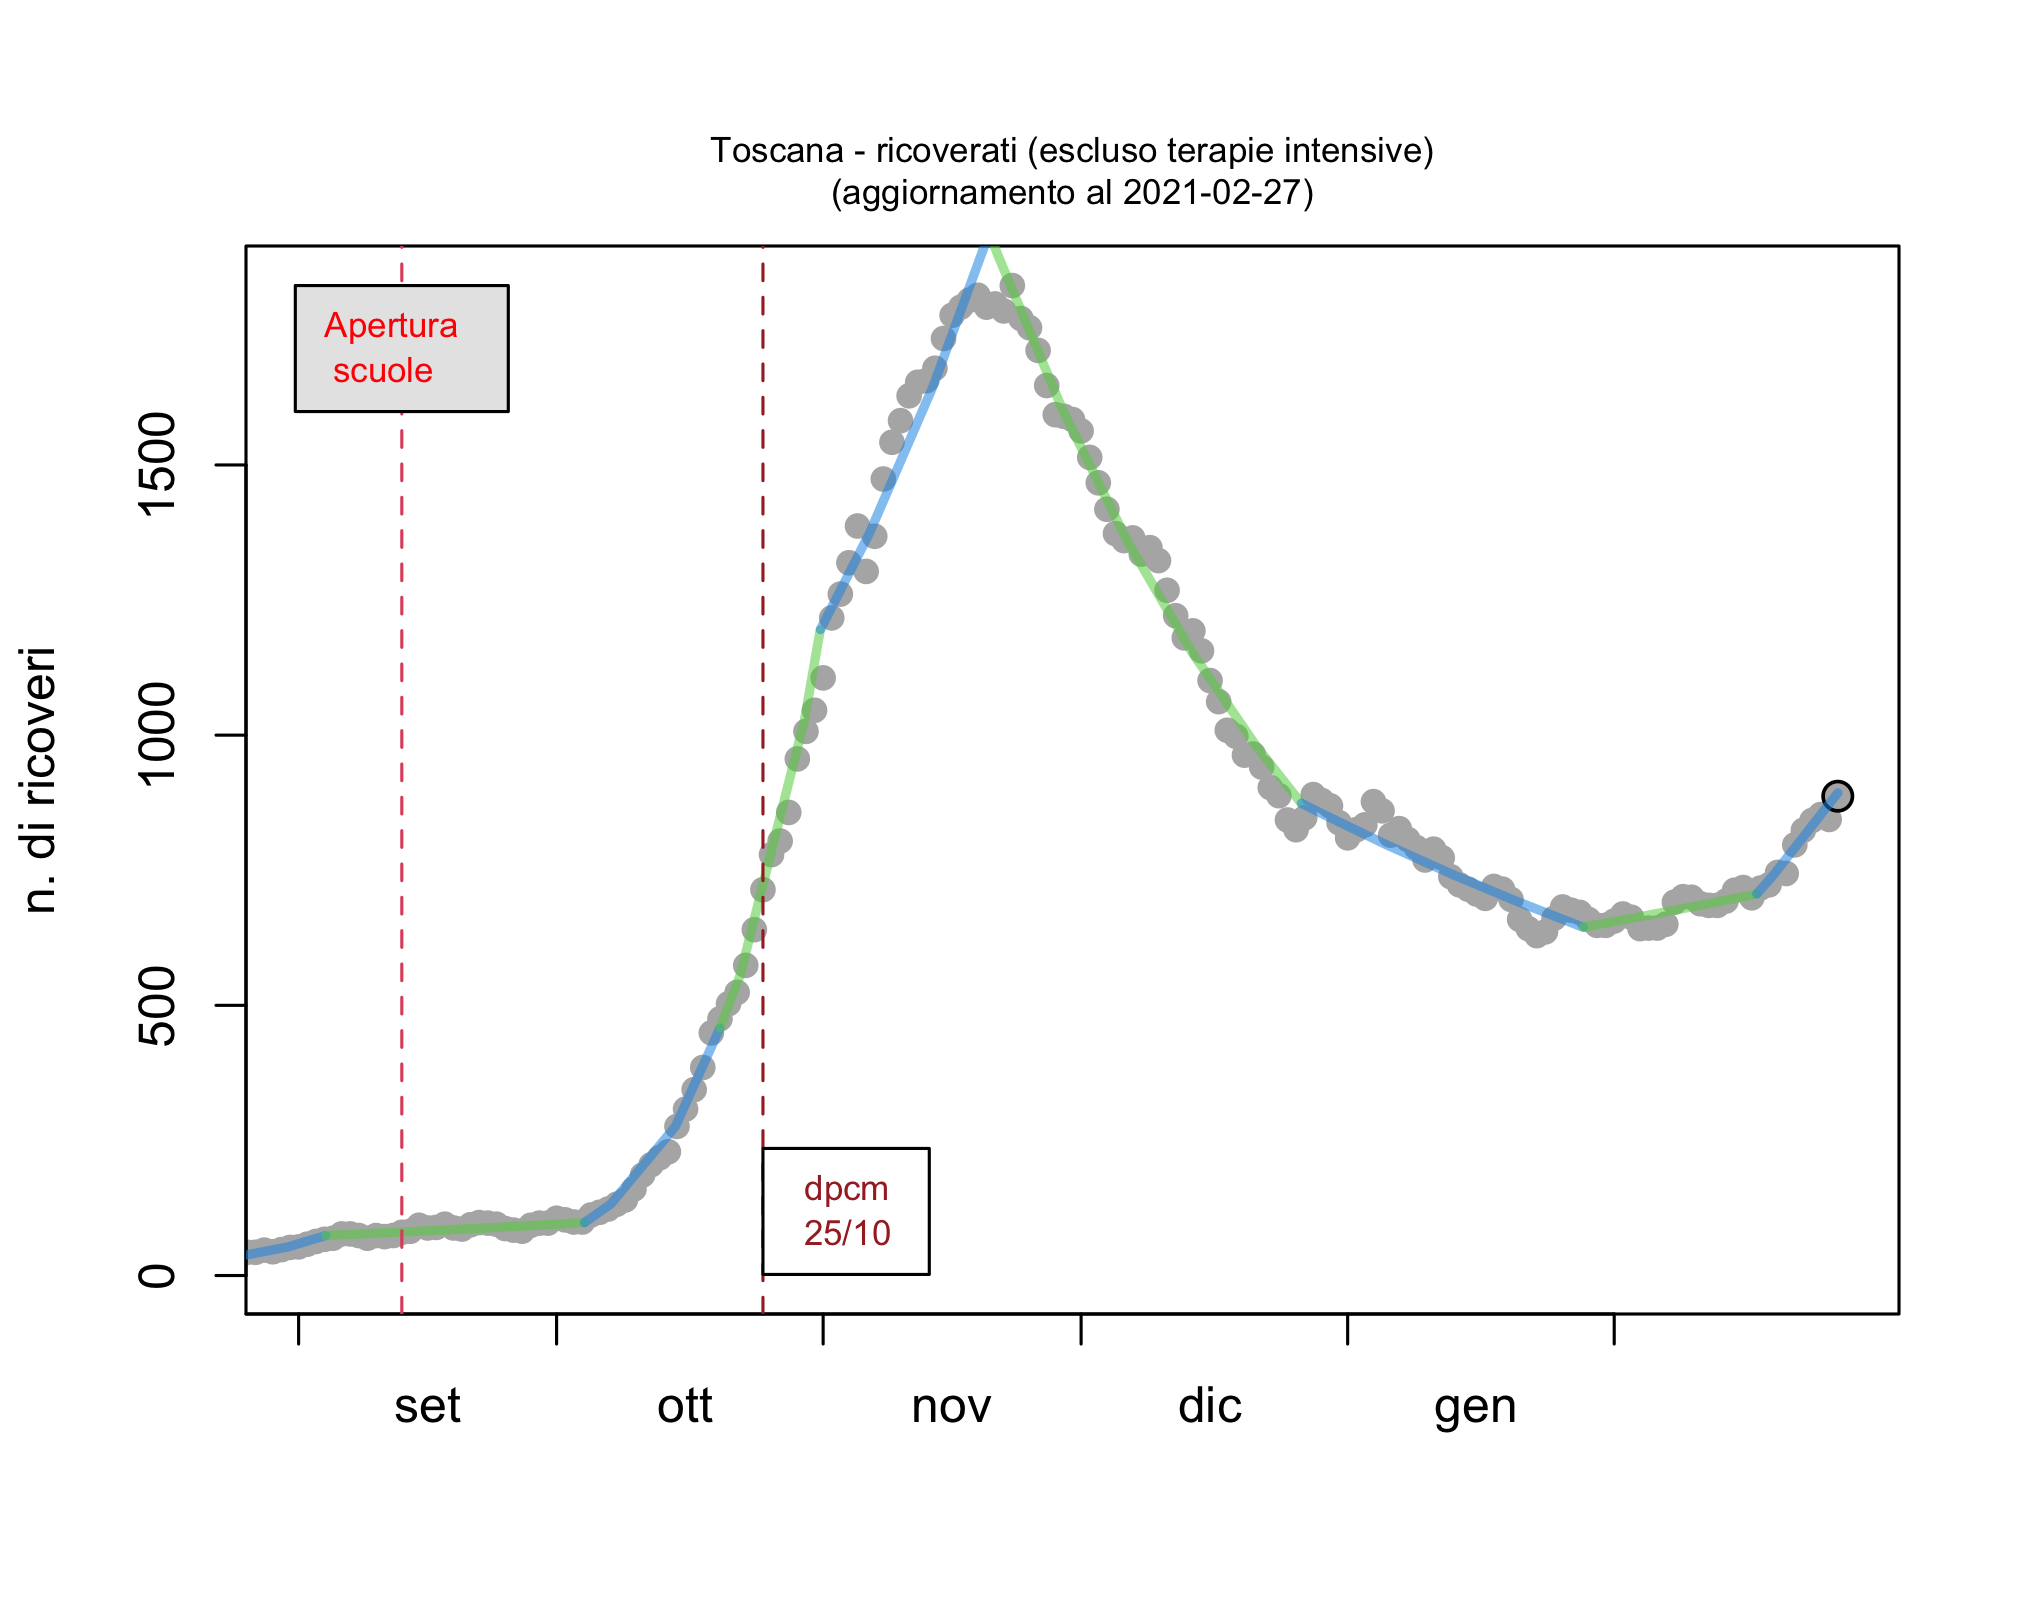 Toscana - ricoverati (escluso terapie intensive)
(aggiornamento al 2021-02-27)
Apertura
scuole
n. di ricoveri
1500
1000
500
0
dpcm
25/10
set ott nov dic gen